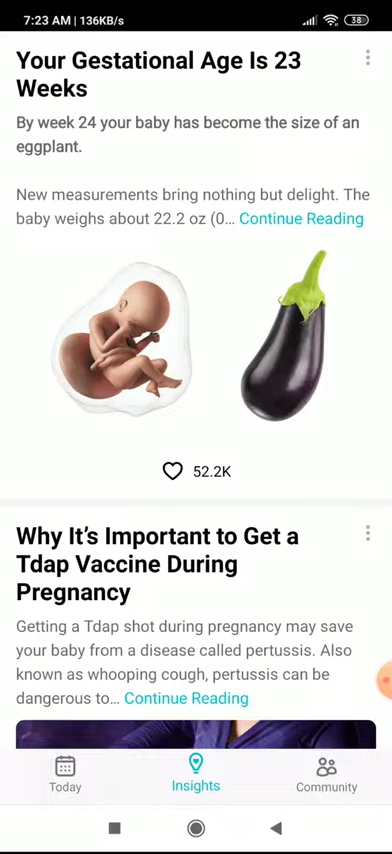 7:23 AM | 136KB/s
38
Your Gestational Age Is 23
Weeks
By week 24 your baby has become the size of an
eggplant.
New measurements bring nothing but delight. The
baby weighs about 22.2 oz (0... Continue Reading
52.2K
Why It’s Important to Get a
Tdap Vaccine During
Pregnancy
Getting a Tdap shot during pregnancy may save
your baby from a disease called pertussis. Also
known as whooping cough, pertussis can be
dangerous to... Continue Reading
Today
Insights
Community